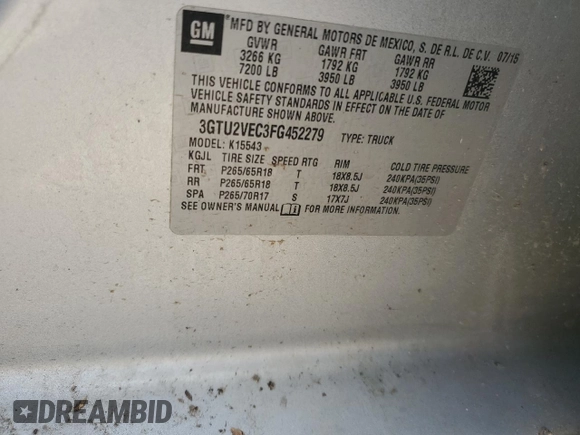 GM
*MFD BY GENERAL MOTORS DE MEXICO, S. DE R.L. DE C.V. 07/15
GVWR GAWR FRT GAWR RR
3266 KG 1792 KG 1792 KG
7200 LB 3950 LB 3950 LB
THIS VEHICLE CONFORMS TO ALL APPLICABLE U.S. FEDERAL MOTOR
VEHICLE SAFETY STANDARDS IN EFFECT ON THE DATE OF
MANUFACTURE SHOWN ABOVE.
3GTU2VEC3FG452279 TYPE: TRUCK
MODEL: K15543
KGJL TIRE SIZE SPEED RTG RIM COLD TIRE PRESSURE
FRT P265/65R18 T 18X8.5J 240KPA(35PSI)
RR P265/65R18 T 18X8.5J 240KPA(35PSI)
SPA P265/70R17 S 17X7J 240KPA(35PSI)
SEE OWNER'S MANUAL FOR MORE INFORMATION.
DREAMBID